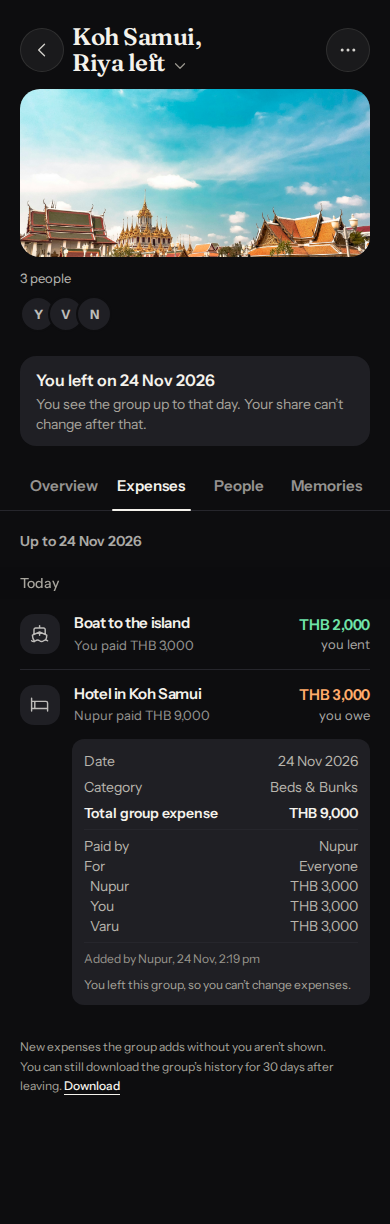 Koh Samui,
Riya left
3 people
Y V N
You left on 24 Nov 2026
You see the group up to that day. Your share can't
change after that.
Overview Expenses People Memories
Up to 24 Nov 2026
Today
Boat to the island THB 2,000
You paid THB 3,000 you lent
Hotel in Koh Samui THB 3,000
Nupur paid THB 9,000 you owe
Date 24 Nov 2026
Category Beds & Bunks
Total group expense THB 9,000
Paid by Nupur
For Everyone
Nupur THB 3,000
You THB 3,000
Varu THB 3,000
Added by Nupur, 24 Nov, 2:19 pm
You left this group, so you can't change expenses.
New expenses the group adds without you aren't shown.
You can still download the group's history for 30 days after
leaving. Download